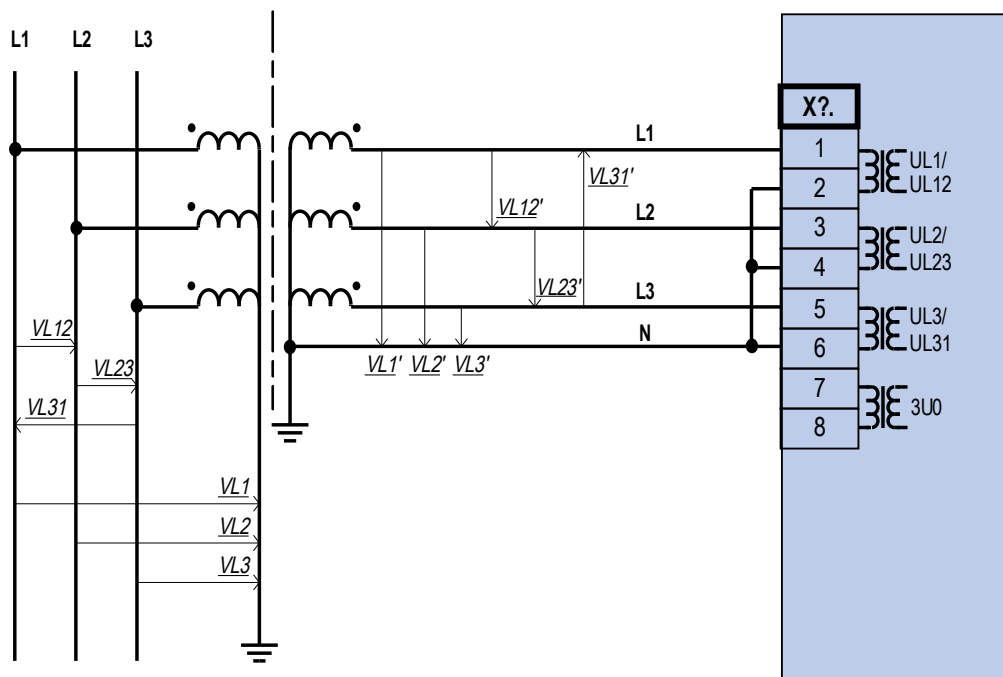 L1 L2 L3
X?.
L1
1
UL1/
UL12
2
VL31'
VL12'
L2
3
UL2/
UL23
4
VL23'
L3
5
UL3/
UL31
VL12
N
6
VL1' VL2' VL3'
VL23
7
3U0
VL31
8
VL1
VL2
VL3